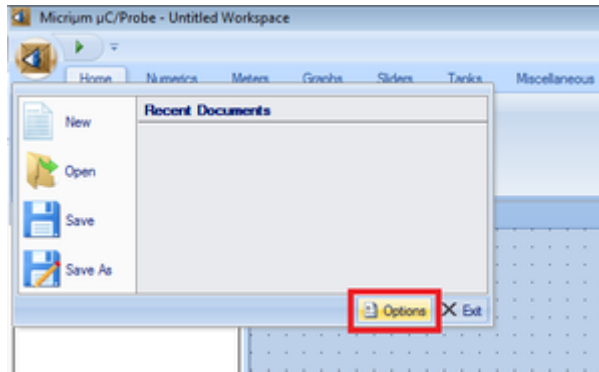 Micriµm µC/Probe - Untitled Workspace
Home Numerics Meters Graphs Sliders Tanks Miscellaneous
Recent Documents
New
Open
Save
Save As
Options Exit